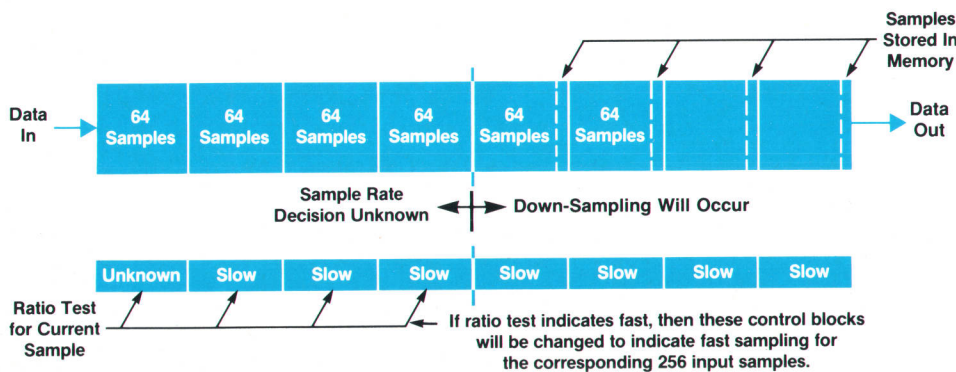 Samples
Stored In
Memory
Data
In
64
Samples
64
Samples
64
Samples
64
Samples
64
Samples
64
Samples
Data
Out
Sample Rate
Decision Unknown
Down-Sampling Will Occur
Unknown
Slow
Slow
Slow
Slow
Slow
Slow
Slow
Ratio Test
for Current
Sample
If ratio test indicates fast, then these control blocks
will be changed to indicate fast sampling for
the corresponding 256 input samples.